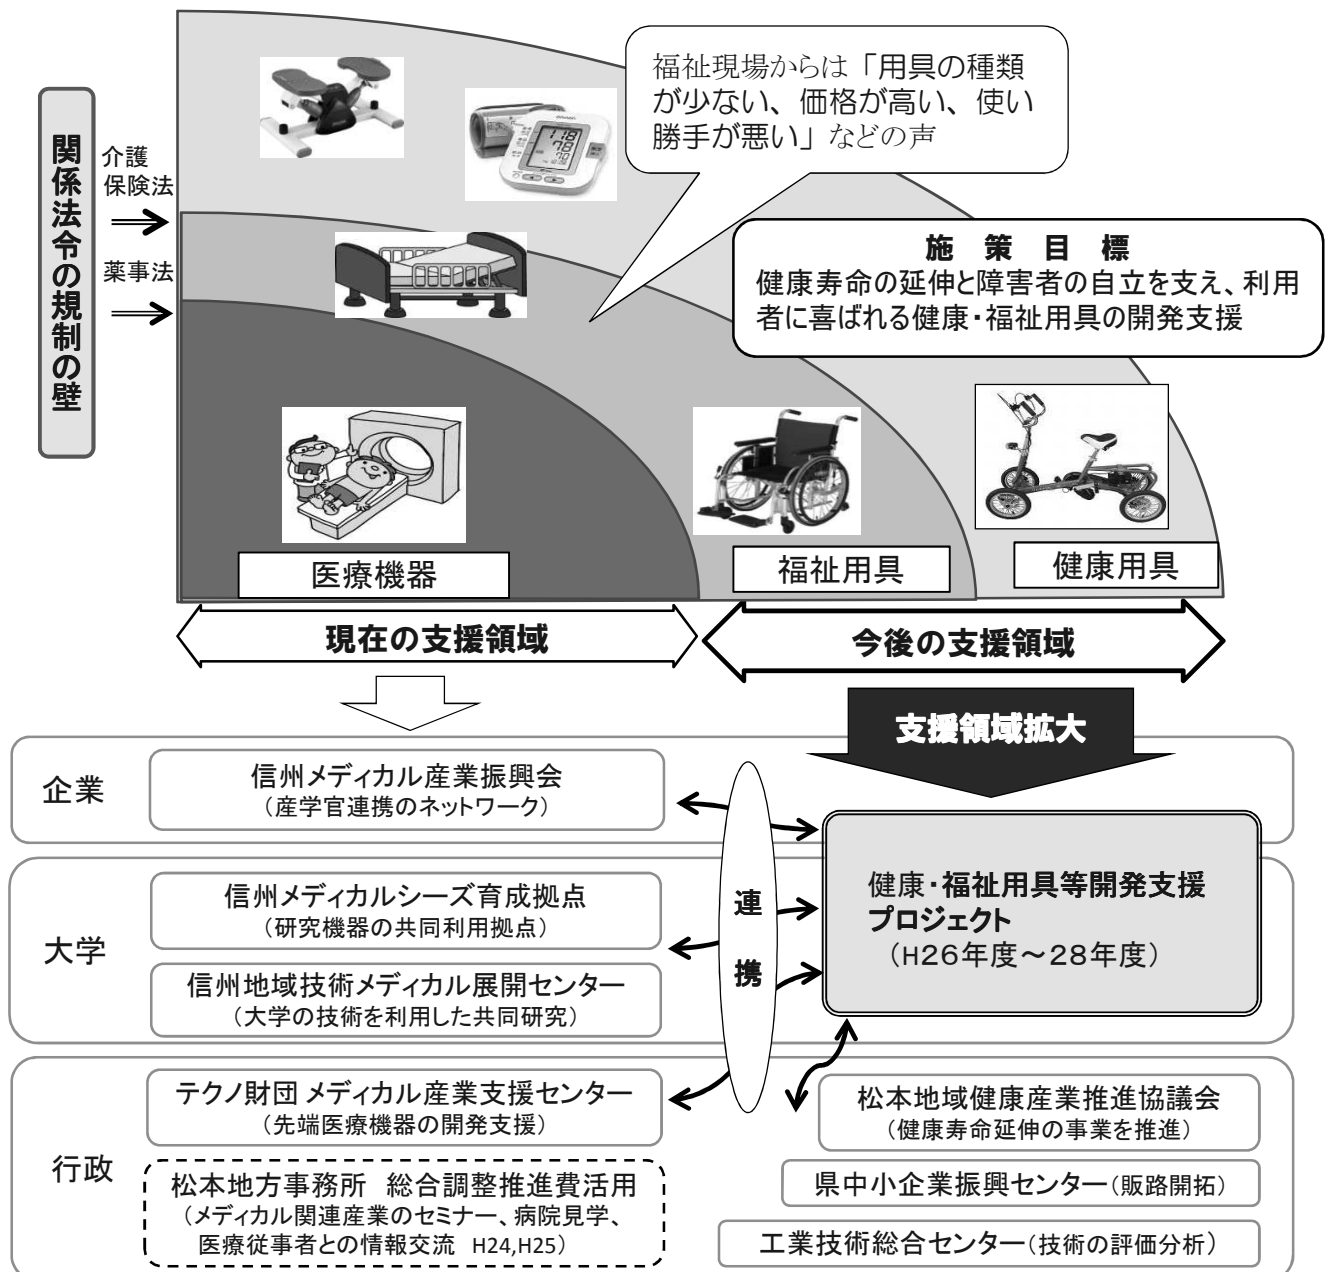 福祉現場からは「用具の種類
が少ない、価格が高い、使い
勝手が悪い」などの声
関係法令の規制の壁
介護
保険法
薬事法
118
78
70
施 策 目 標
健康寿命の延伸と障害者の自立を支え、利用
者に喜ばれる健康・福祉用具の開発支援
医療機器
福祉用具
健康用具
現在の支援領域
今後の支援領域
支援領域拡大
企業
信州メディカル産業振興会
(産学官連携のネットワーク)
大学
信州メディカルシーズ育成拠点
(研究機器の共同利用拠点)
信州地域技術メディカル展開センター
(大学の技術を利用した共同研究)
連携
健康・福祉用具等開発支援
プロジェクト
(H26年度~28年度)
行政
テクノ財団 メディカル産業支援センター
(先端医療機器の開発支援)
松本地方事務所 総合調整推進費活用
(メディカル関連産業のセミナー、病院見学、
医療従事者との情報交流 H24,H25)
松本地域健康産業推進協議会
(健康寿命延伸の事業を推進)
県中小企業振興センター(販路開拓)
工業技術総合センター(技術の評価分析)